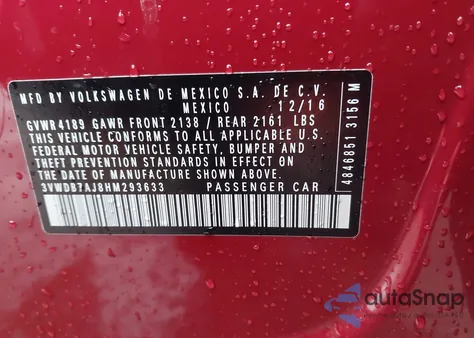 MFD BY VOLKSWAGEN DE MEXICO S.A. DE C.V.
MEXICO 12/16
GVWR4189 GAWR FRONT 2138 / REAR 2161 LBS
THIS VEHICLE CONFORMS TO ALL APPLICABLE U.S.
FEDERAL MOTOR VEHICLE SAFETY, BUMPER AND
THEFT PREVENTION STANDARDS IN EFFECT ON
THE DATE OF MANUFACTURE SHOWN ABOVE.
3VWDB7AJ8HM293633 PASSENGER CAR
4846851 3156 M
autoSnap